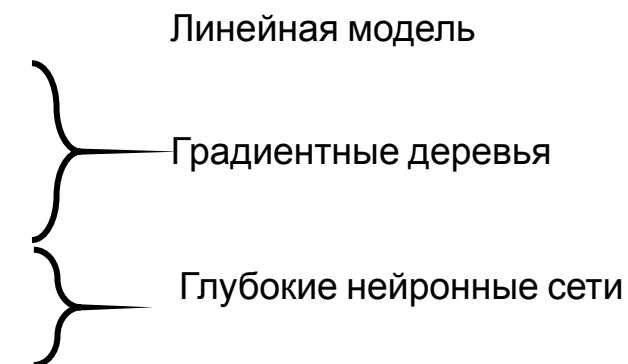 Линейная модель
Градиентные деревья
Глубокие нейронные сети